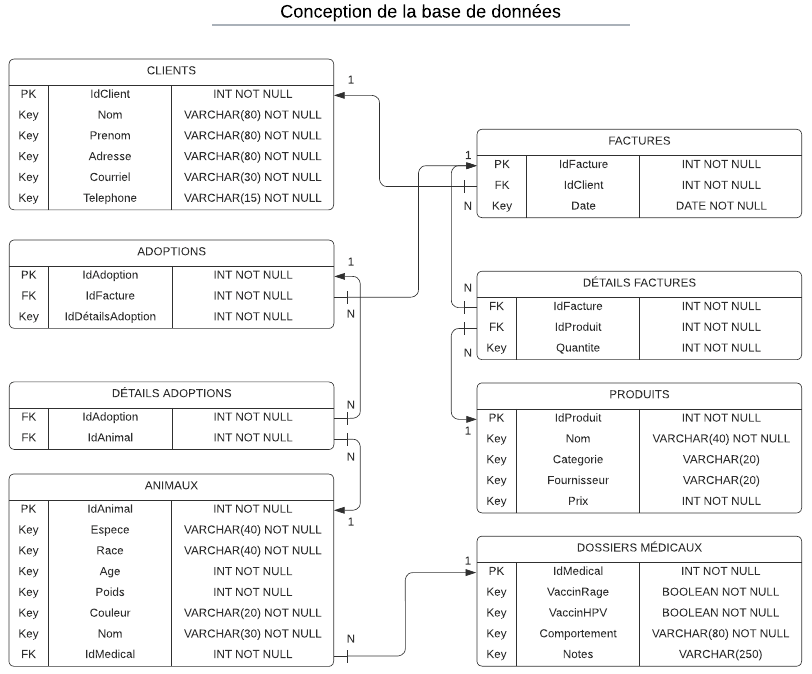 Conception de la base de données
CLIENTS
PK IdClient INT NOT NULL
Key Nom VARCHAR(80) NOT NULL
Key Prenom VARCHAR(80) NOT NULL
Key Adresse VARCHAR(80) NOT NULL
Key Courriel VARCHAR(30) NOT NULL
Key Telephone VARCHAR(15) NOT NULL
1
FACTURES
1
PK IdFacture INT NOT NULL
FK IdClient INT NOT NULL
N
Key Date DATE NOT NULL
ADOPTIONS
PK IdAdoption INT NOT NULL
FK IdFacture INT NOT NULL
Key IdDétailsAdoption INT NOT NULL
1
N
DÉTAILS FACTURES
N
FK IdFacture INT NOT NULL
FK IdProduit INT NOT NULL
Key Quantite INT NOT NULL
N
DÉTAILS ADOPTIONS
FK IdAdoption INT NOT NULL
FK IdAnimal INT NOT NULL
N
N
PRODUITS
PK IdProduit INT NOT NULL
1
Key Nom VARCHAR(40) NOT NULL
Key Categorie VARCHAR(20)
Key Fournisseur VARCHAR(20)
Key Prix INT NOT NULL
ANIMAUX
PK IdAnimal INT NOT NULL
1
Key Espece VARCHAR(40) NOT NULL
Key Race VARCHAR(40) NOT NULL
Key Age INT NOT NULL
Key Poids INT NOT NULL
Key Couleur VARCHAR(20) NOT NULL
Key Nom VARCHAR(30) NOT NULL
FK IdMedical INT NOT NULL
N
DOSSIERS MÉDICAUX
1
PK IdMedical INT NOT NULL
Key VaccinRage BOOLEAN NOT NULL
Key VaccinHPV BOOLEAN NOT NULL
Key Comportement VARCHAR(80) NOT NULL
Key Notes VARCHAR(250)